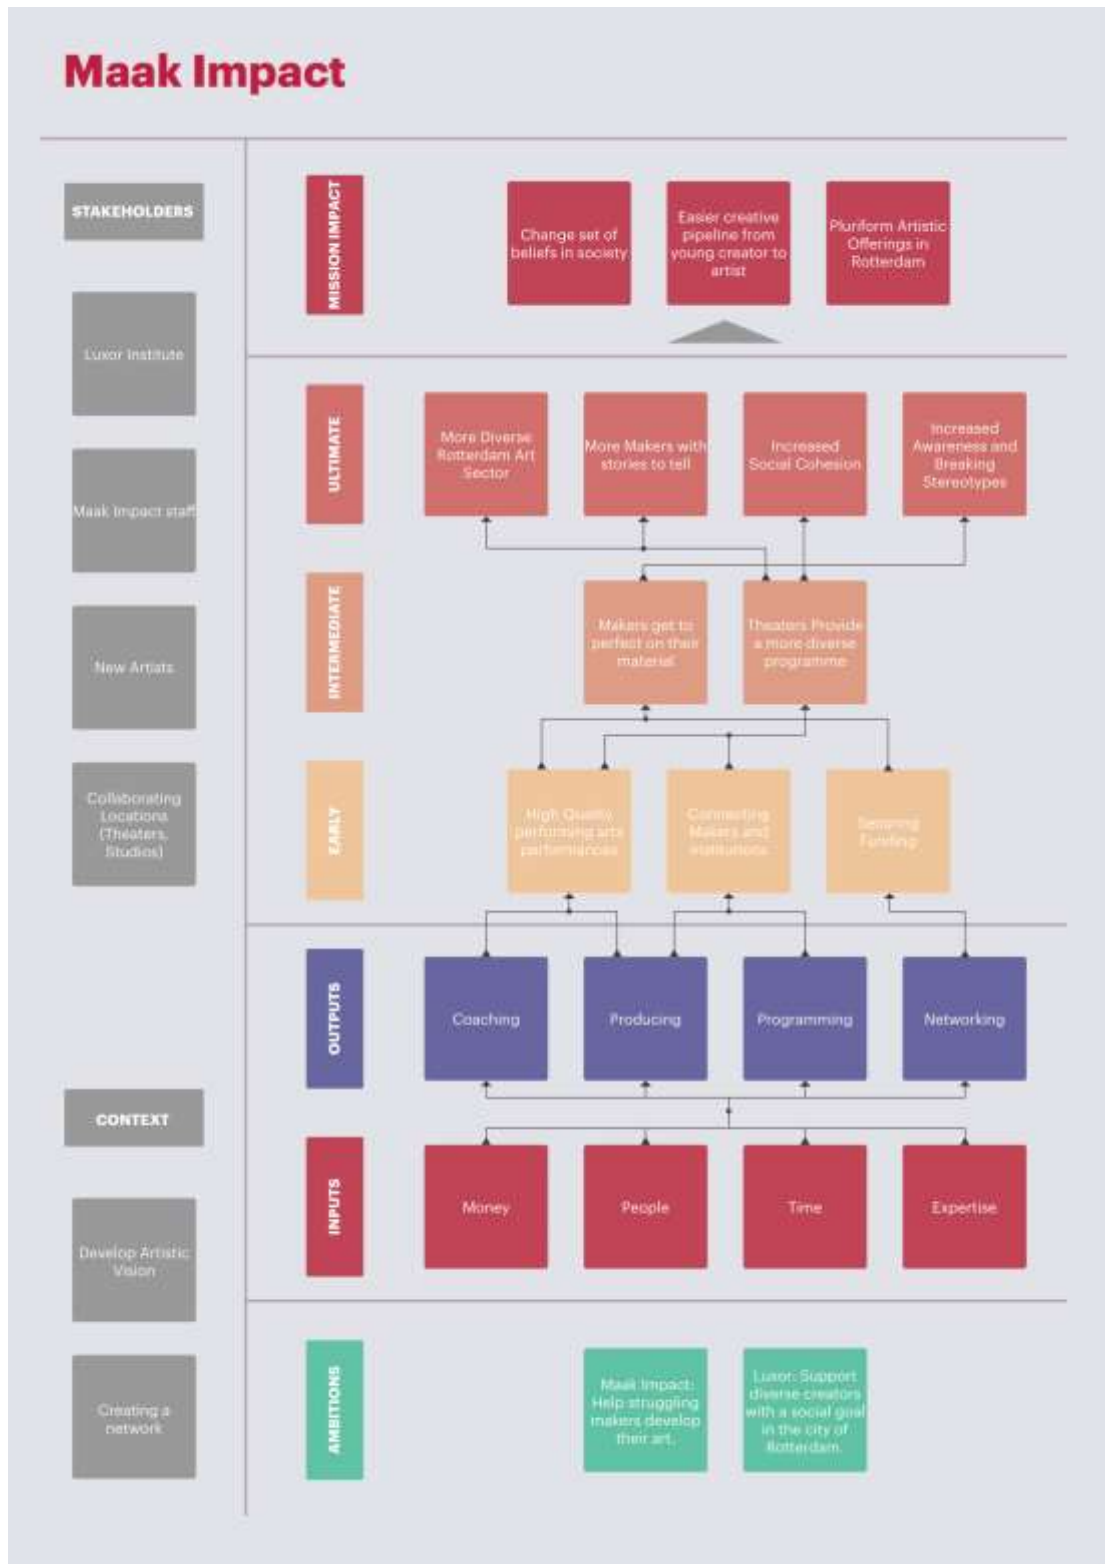 Maak Impact
STAKEHOLDERS
Luxor Institute
Maak Impact staff
New Artists
Collaborating
Locations
(Theaters,
Studios)
CONTEXT
Develop Artistic
Vision
Creating a
network
MISSION IMPACT
Change set of
beliefs in society
Easier creative
pipeline from
young creator to
artist
Pluriform Artistic
Offerings in
Rotterdam
ULTIMATE
More Diverse
Rotterdam Art
Sector
More Makers with
stories to tell
Increased
Social Cohesion
Increased
Awareness and
Breaking
Stereotypes
INTERMEDIATE
Makers get to
perfect on their
material
Theaters Provide
a more diverse
programme
EARLY
High Quality
performing arts
performances
Connecting
Makers and
institutions
Funding
OUTPUTS
Coaching
Producing
Programming
Networking
INPUTS
Money
People
Time
Expertise
AMBITIONS
Maak Impact:
Help struggling
makers develop
their art.
Luxor: Support
diverse creators
with a social goal
in the city of
Rotterdam.